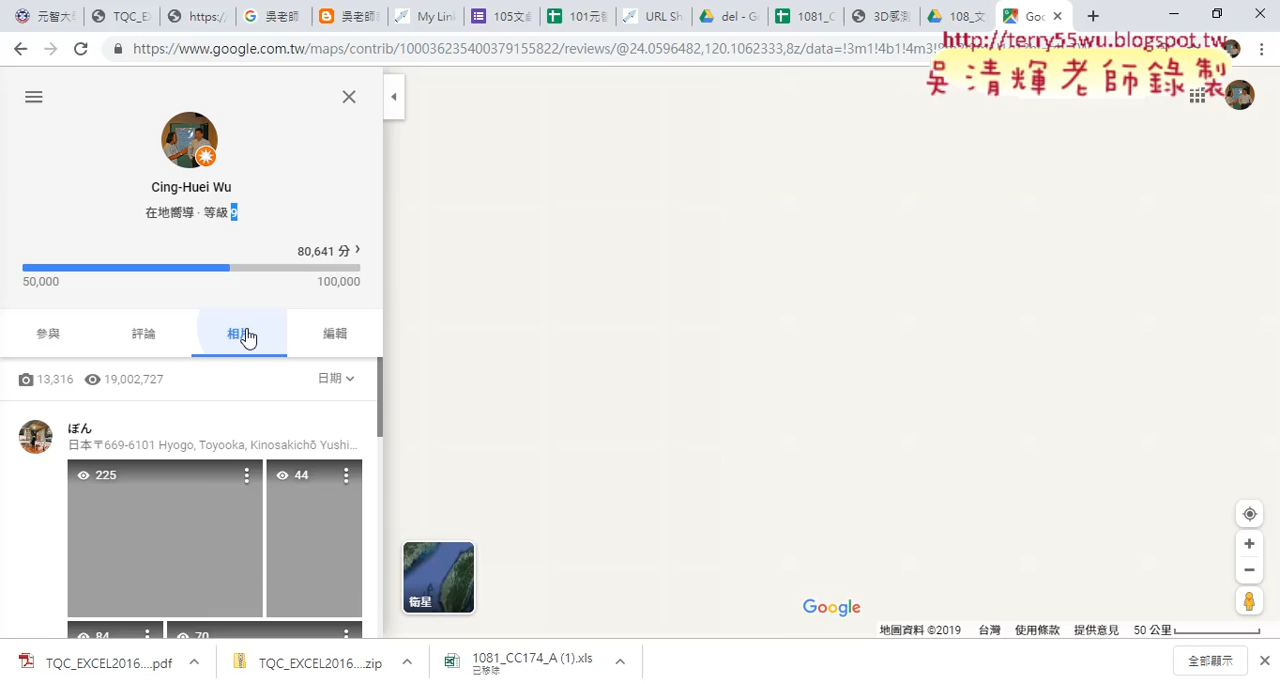 元智大
TQC_E
https:/
吳老師
吳老師
My Lin
105文
101元
URL Sh
del - G
1081_C
3D感測
108_文
Goo
https://www.google.com.tw/maps/contrib/100036235400379155822/reviews/@24.0596482,120.1062333,8z/data=!3m1!4b1!4m3!
http://terry55wu.blogspot.tw
吳清輝老師錄製
Cing-Huei Wu
在地嚮導 · 等級 9
80,641 分
50,000
100,000
參與
評論
相片
編輯
13,316
19,002,727
日期
ぽん
日本〒669-6101 Hyogo, Toyooka, Kinosakichō Yushi...
225
44
84
70
衛星
Google
地圖資料 ©2019 台灣 使用條款 提供意見 50 公里
TQC_EXCEL2016....pdf
TQC_EXCEL2016....zip
1081_CC174_A (1).xls
已移除
全部顯示